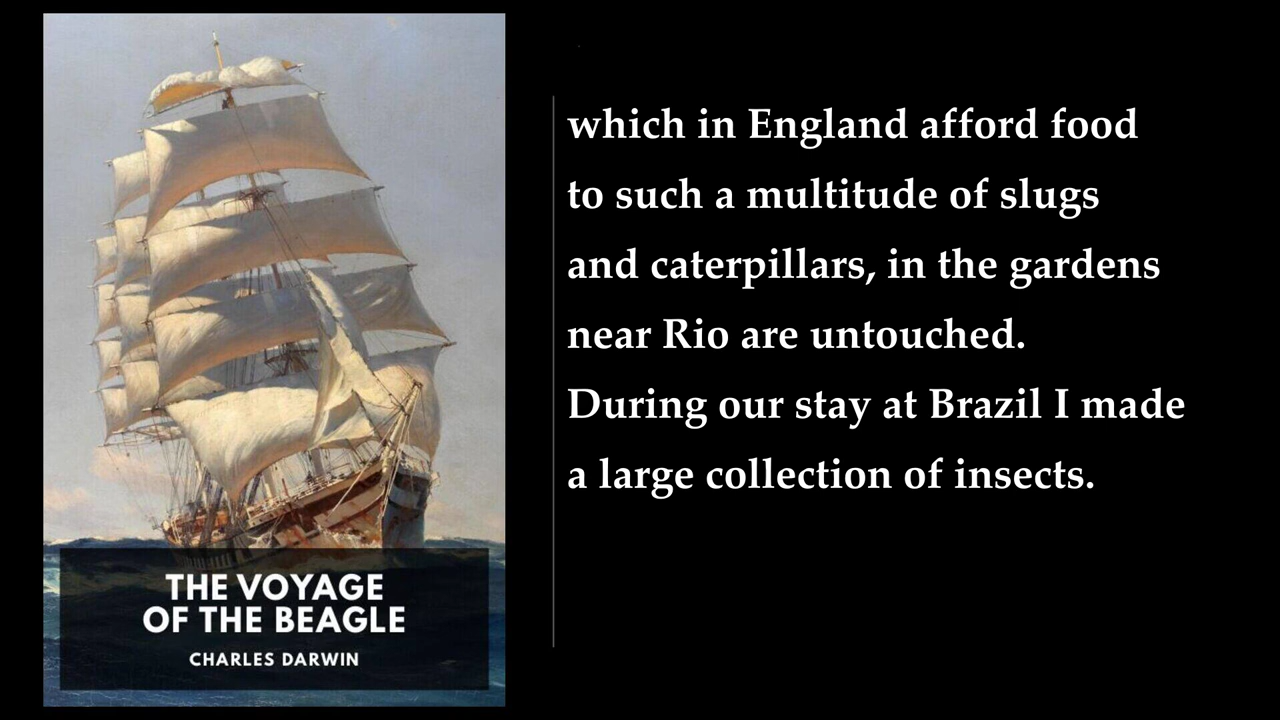 THE VOYAGE
OF THE BEAGLE
CHARLES DARWIN
which in England afford food
to such a multitude of slugs
and caterpillars, in the gardens
near Rio are untouched.
During our stay at Brazil I made
a large collection of insects.